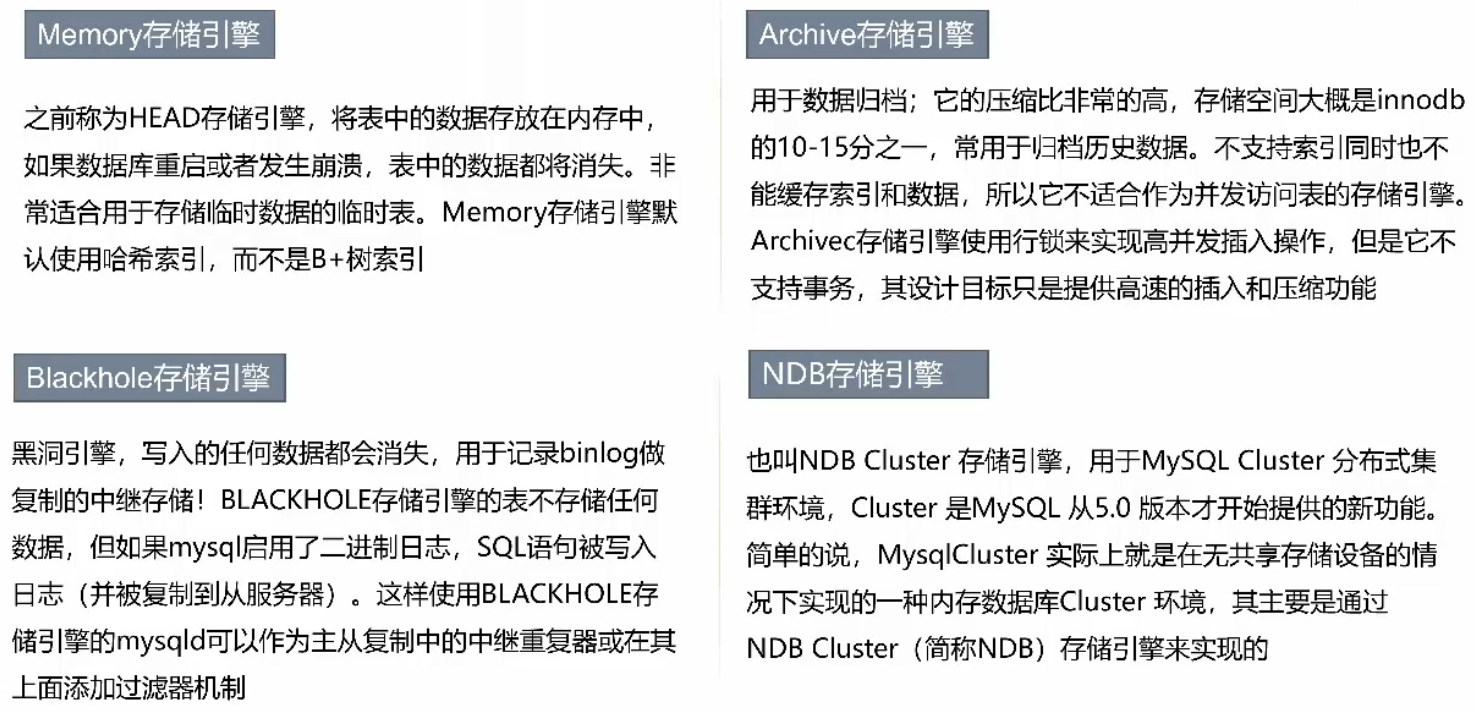 Memory存储引擎
之前称为HEAD存储引擎，将表中的数据存放在内存中，
如果数据库重启或者发生崩溃，表中的数据都将消失。非
常适合用于存储临时数据的临时表。Memory存储引擎默
认使用哈希索引，而不是B+树索引
Archive存储引擎
用于数据归档；它的压缩比非常的高，存储空间大概是innodb
的10-15分之一，常用于归档历史数据。不支持索引同时也不
能缓存索引和数据，所以它不适合作为并发访问表的存储引擎。
Archivec存储引擎使用行锁来实现高并发插入操作，但是它不
支持事务，其设计目标只是提供高速的插入和压缩功能
Blackhole存储引擎
黑洞引擎，写入的任何数据都会消失，用于记录binlog做
复制的中继存储！BLACKHOLE存储引擎的表不存储任何
数据，但如果mysql启用了二进制日志，SQL语句被写入
日志（并被复制到从服务器）。这样使用BLACKHOLE存
储引擎的mysqld可以作为主从复制中的中继重复器或在其
上面添加过滤器机制
NDB存储引擎
也叫NDB Cluster 存储引擎，用于MySQL Cluster 分布式集
群环境，Cluster 是MySQL 从5.0 版本才开始提供的新功能。
简单的说，MysqlCluster 实际上就是在无共享存储设备的情
况下实现的一种内存数据库Cluster 环境，其主要是通过
NDB Cluster（简称NDB）存储引擎来实现的